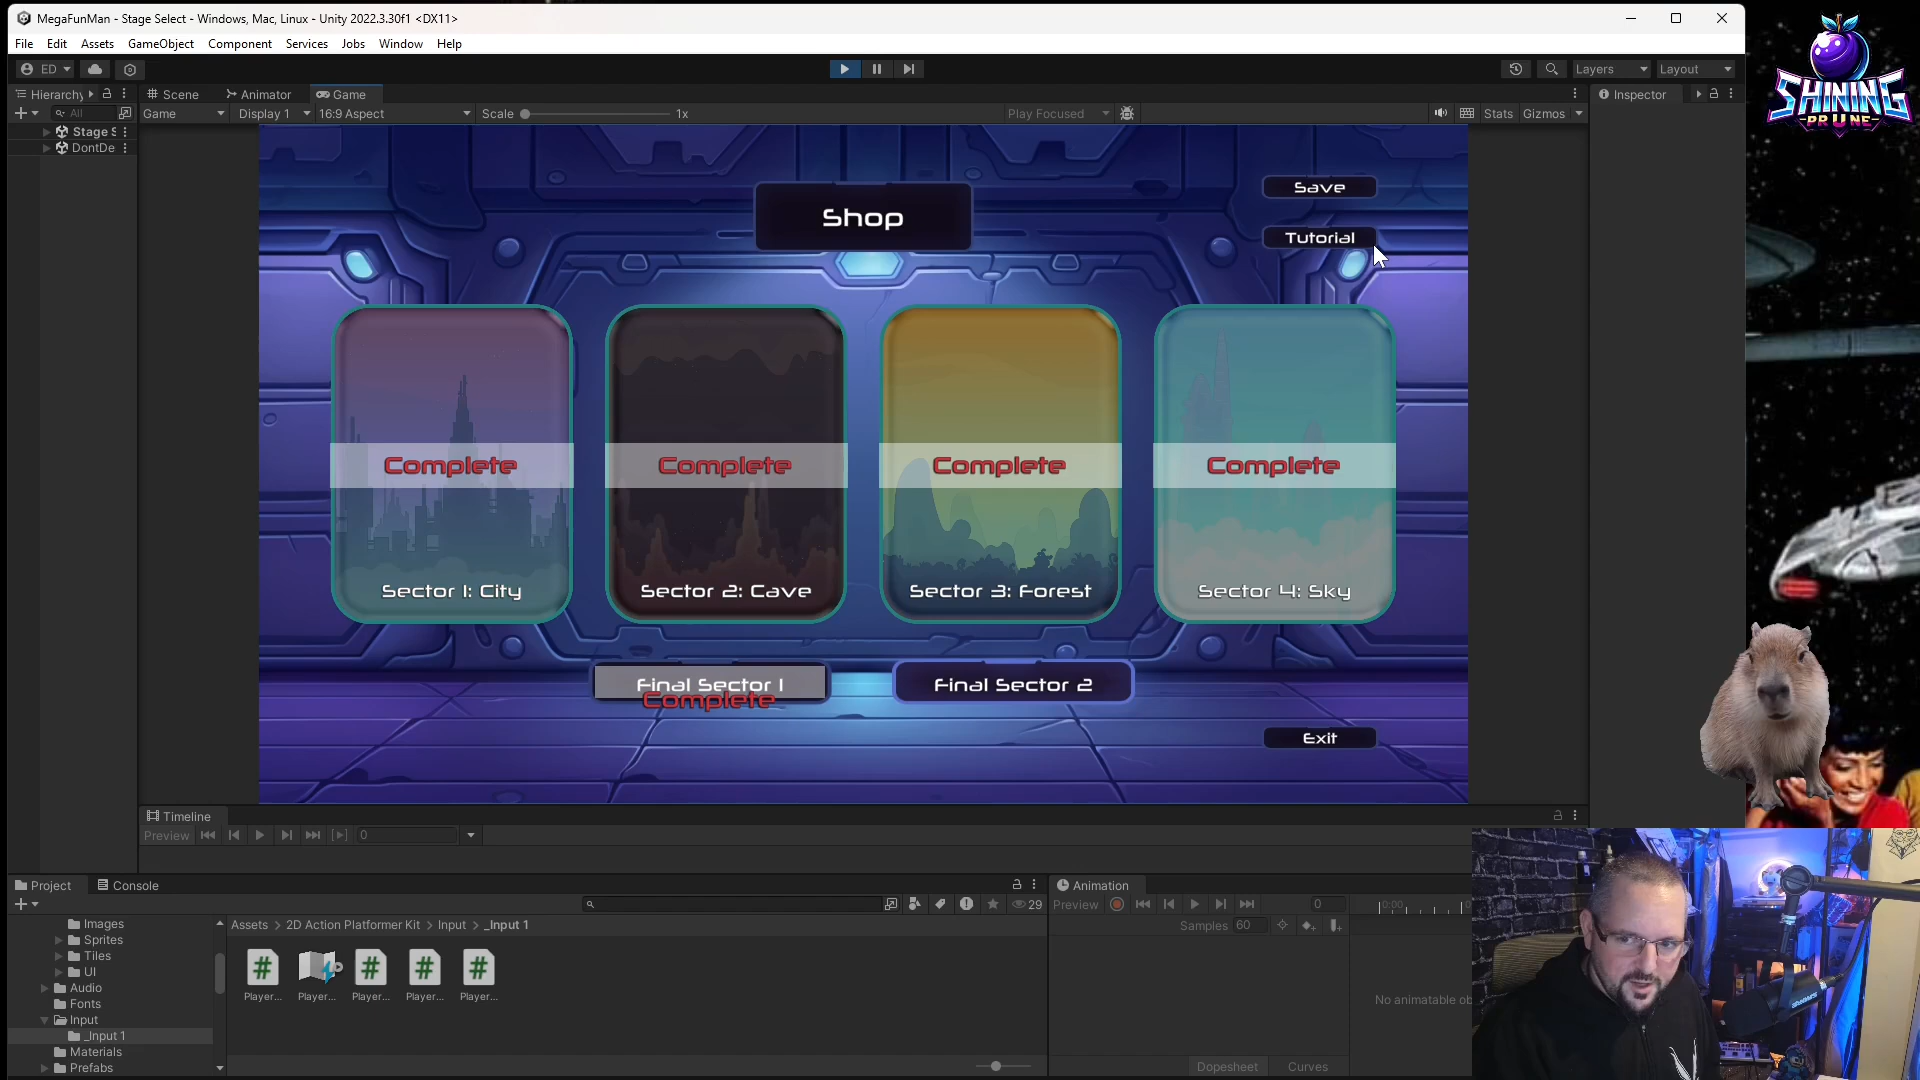 MegaFunMan - Stage Select - Windows, Mac, Linux - Unity 2022.3.30f1 <DX11>
File Edit Assets GameObject Component Services Jobs Window Help
ED Layers Layout
Hierarchy Scene Animator Game Inspector
All Game Display 1 16:9 Aspect Scale 1x Play Focused Stats Gizmos
Stage S
DontDe
SHINING
PRUNE
Shop
Save
Tutorial
Complete Complete Complete Complete
Sector 1: City Sector 2: Cave Sector 3: Forest Sector 4: Sky
Final Sector 1 Final Sector 2
Complete
Exit
Timeline
Preview 0
Project Console Animation
29 Preview 0 0:00
Images
Sprites
Tiles
UI
Audio
Fonts
Input
_Input 1
Materials
Prefabs
Assets > 2D Action Platformer Kit > Input > _Input 1
Samples 60
Player... Player... Player... Player... Player...
No animatable ob
Dopesheet Curves